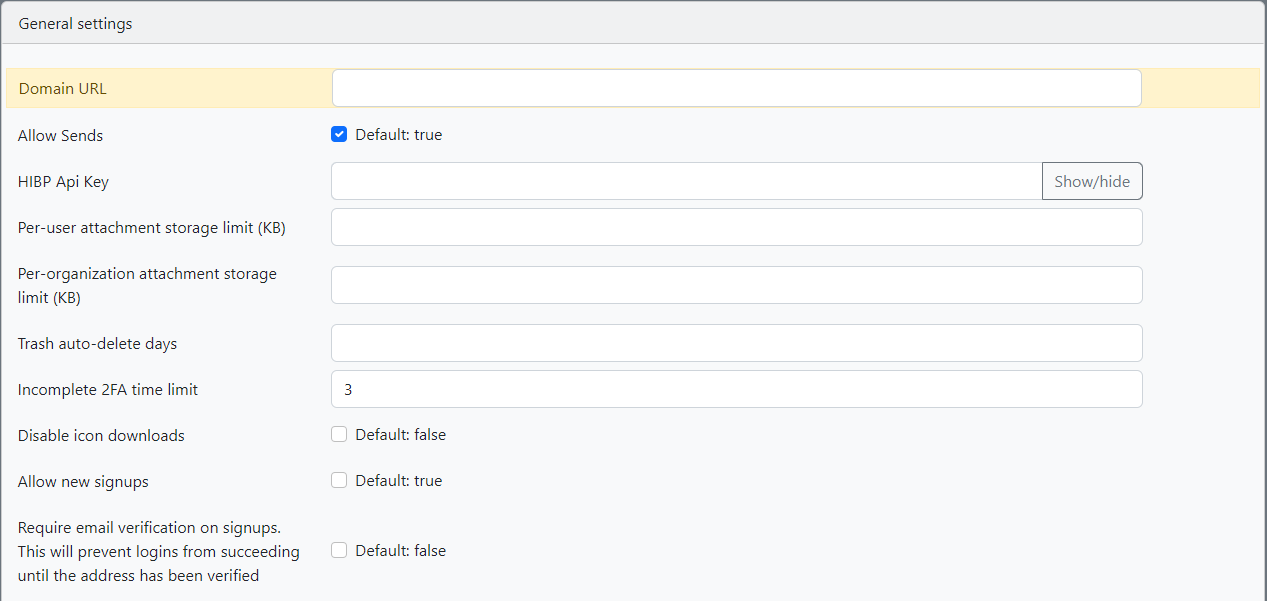 General settings
Domain URL
Allow Sends
Default: true
HIBP Api Key
Show/hide
Per-user attachment storage limit (KB)
Per-organization attachment storage
limit (KB)
Trash auto-delete days
Incomplete 2FA time limit
3
Disable icon downloads
Default: false
Allow new signups
Default: true
Require email verification on signups.
This will prevent logins from succeeding
until the address has been verified
Default: false